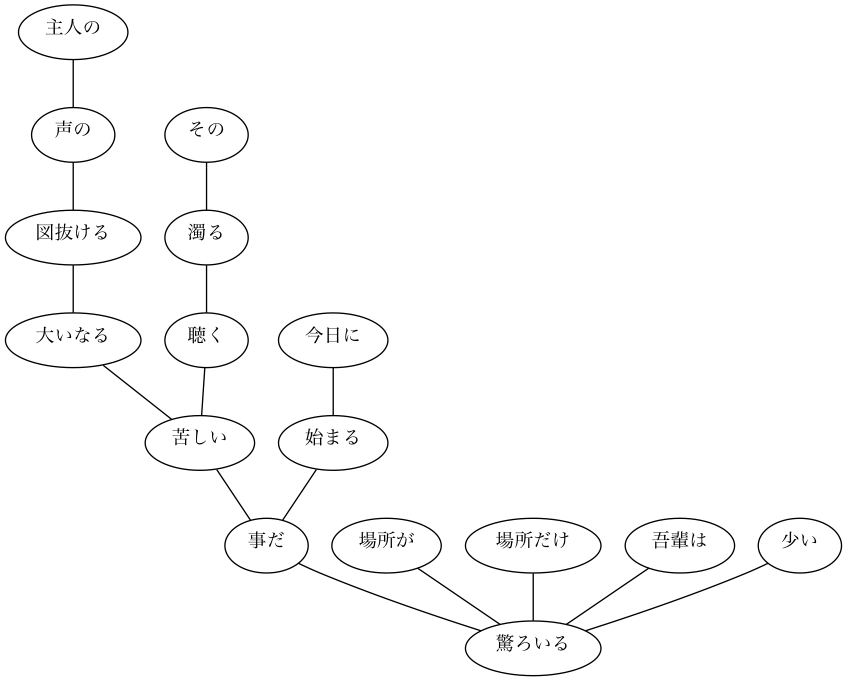 主人の
声の
その
図抜ける
濁る
大いなる
聴く
今日に
苦しい
始まる
事だ
場所が
場所だけ
吾輩は
少い
驚ろいる